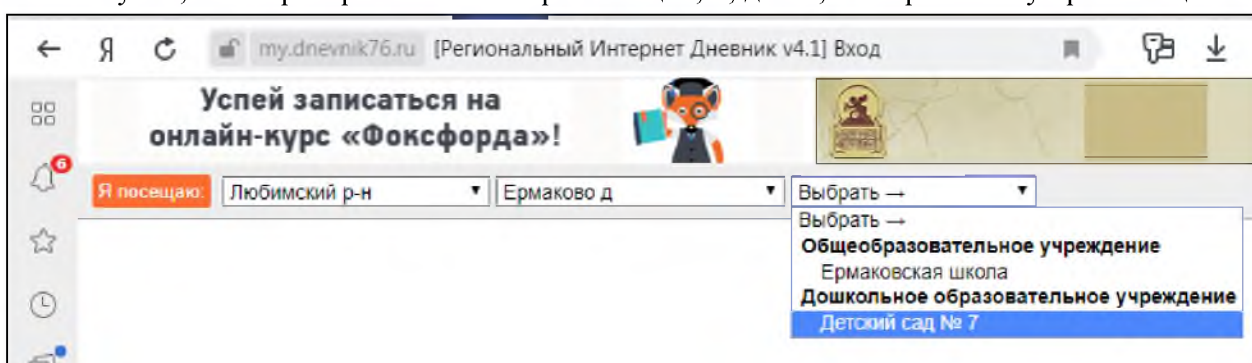 my.dnevnik76.ru [Региональный Интернет Дневник v4.1] Вход
Успей записаться на
онлайн-курс «Фоксфорда»!
6
Я посещаю: Любимский р-н Ермаково д Выбрать →
Выбрать →
Общеобразовательное учреждение
Ермаковская школа
Дошкольное образовательное учреждение
Детский сад № 7